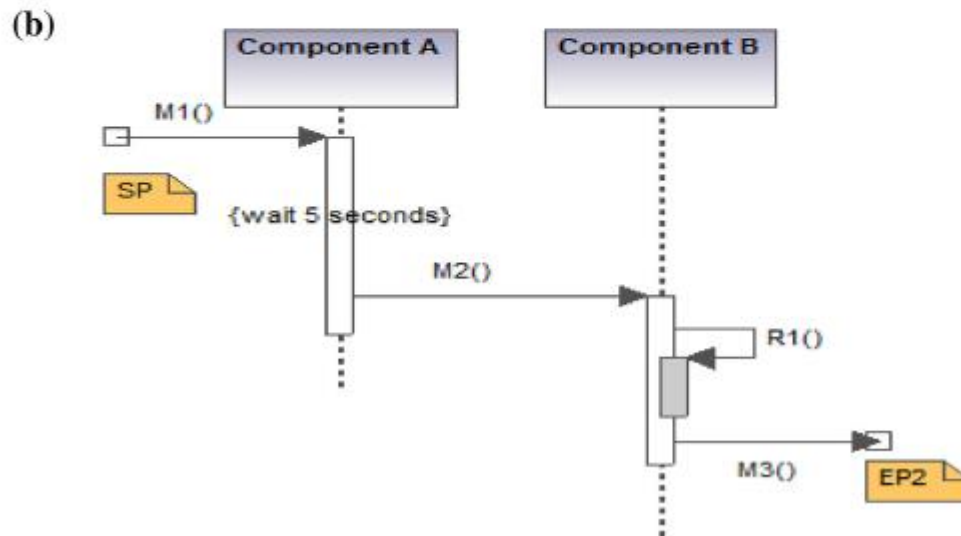 (b)
Component A
Component B
M1()
SP
{wait 5 seconds}
M2()
R1()
M3()
EP2